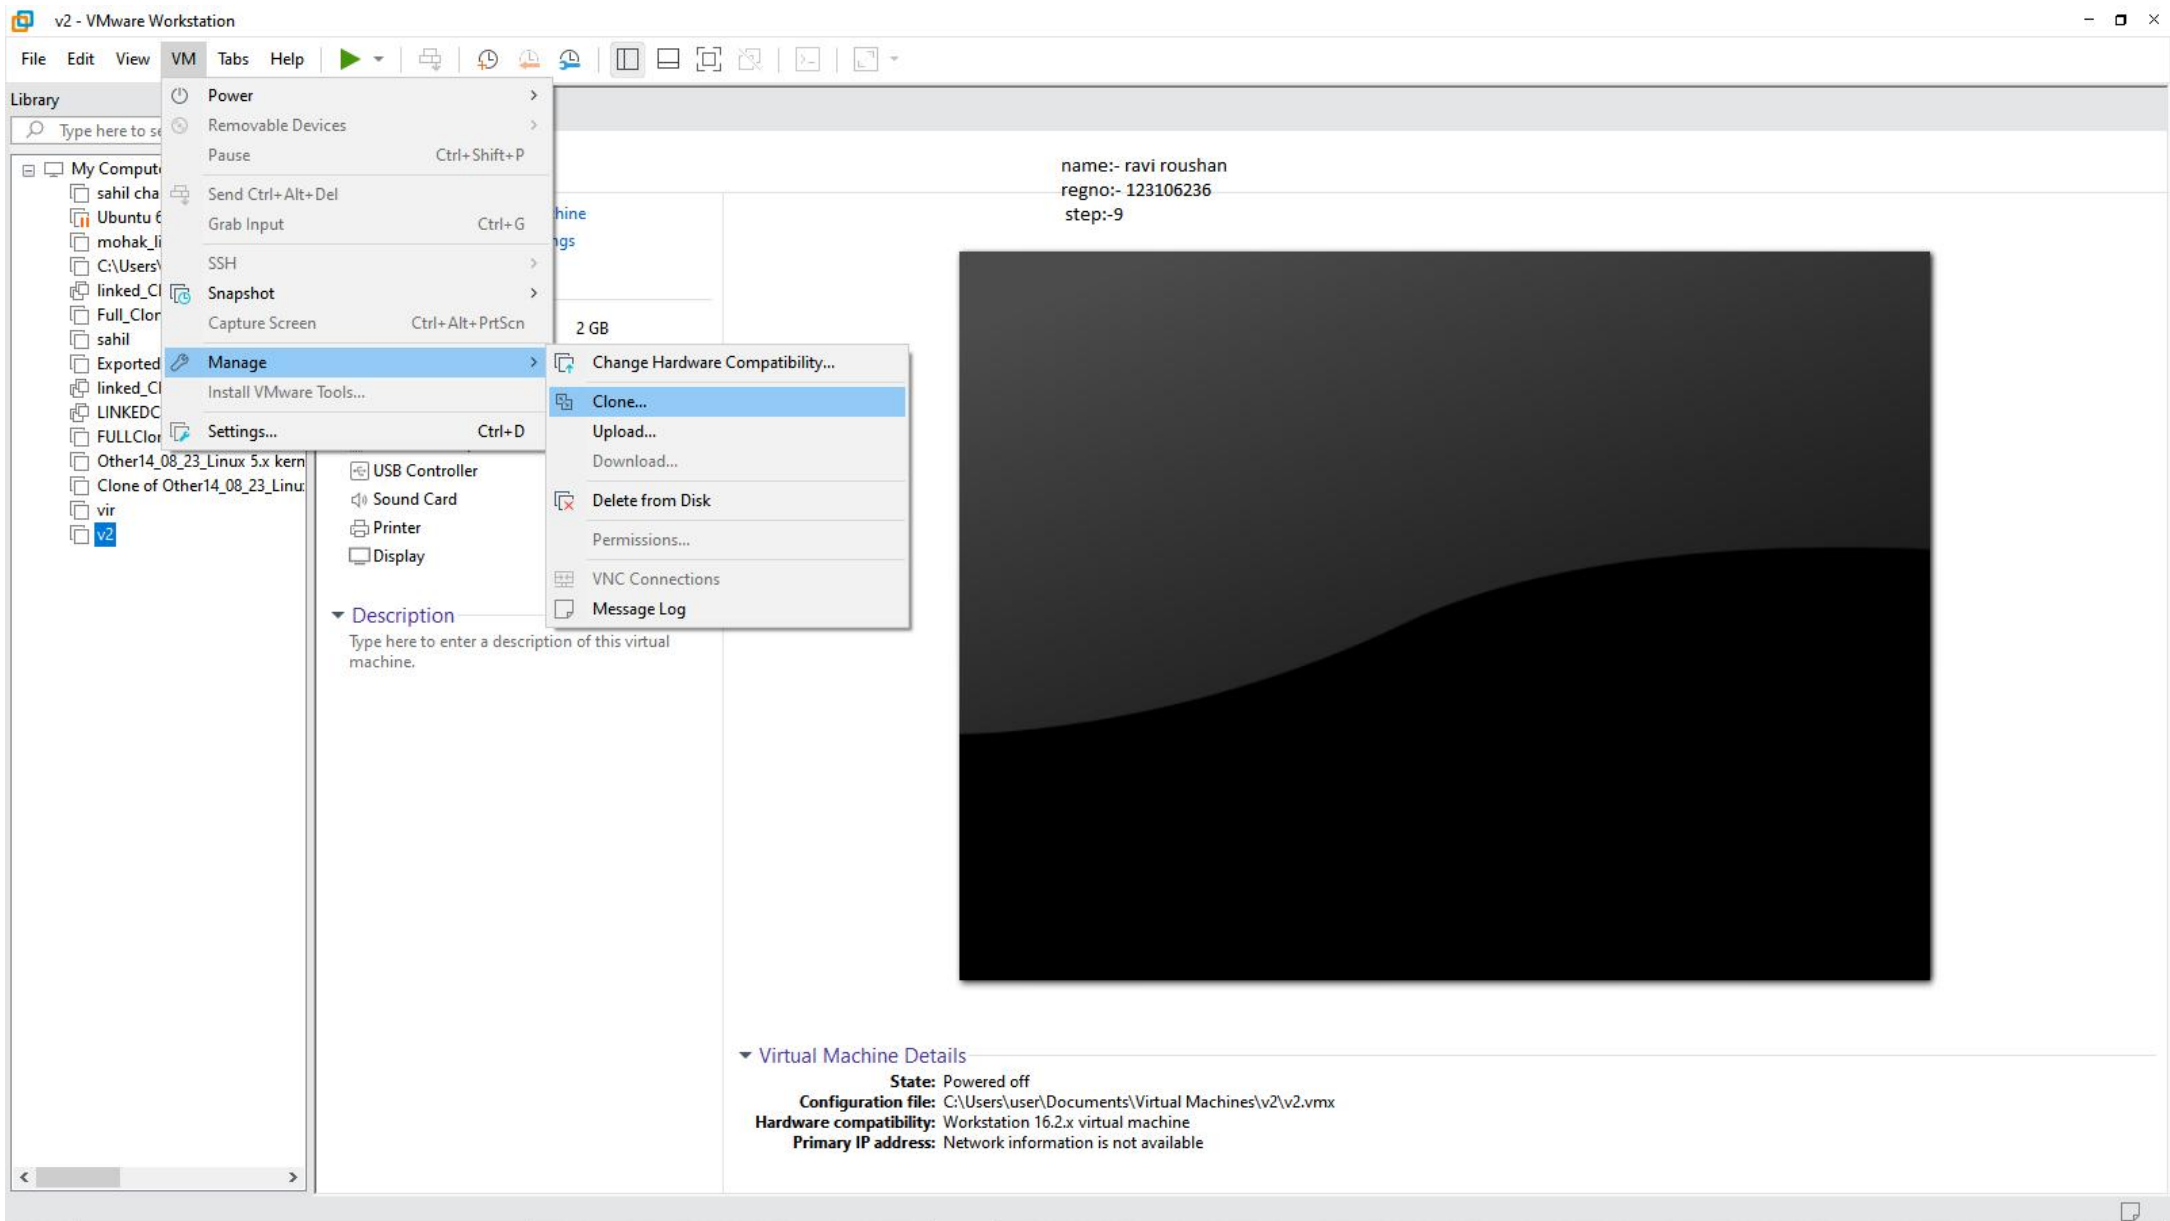 v2 - VMware Workstation
File Edit View VM Tabs Help
Library
Type here to se
My Compute
sahil cha
Ubuntu 6
mohak_li
C:\Users\
linked_Cl
Full_Clon
sahil
Exported
linked_Cl
LINKEDC
FULLClon
Other14_08_23_Linux 5.x kern
Clone of Other14_08_23_Linu
vir
v2
Power
Removable Devices
Pause Ctrl+Shift+P
Send Ctrl+Alt+Del
Grab Input Ctrl+G
SSH
Snapshot
Capture Screen Ctrl+Alt+PrtScn
Manage
Install VMware Tools...
Settings... Ctrl+D
Change Hardware Compatibility...
Clone...
Upload...
Download...
Delete from Disk
Permissions...
VNC Connections
Message Log
hine
ngs
2 GB
USB Controller
Sound Card
Printer
Display
Description
Type here to enter a description of this virtual
machine.
name:- ravi roushan
regno:- 123106236
step:-9
Virtual Machine Details
State: Powered off
Configuration file: C:\Users\user\Documents\Virtual Machines\v2\v2.vmx
Hardware compatibility: Workstation 16.2.x virtual machine
Primary IP address: Network information is not available